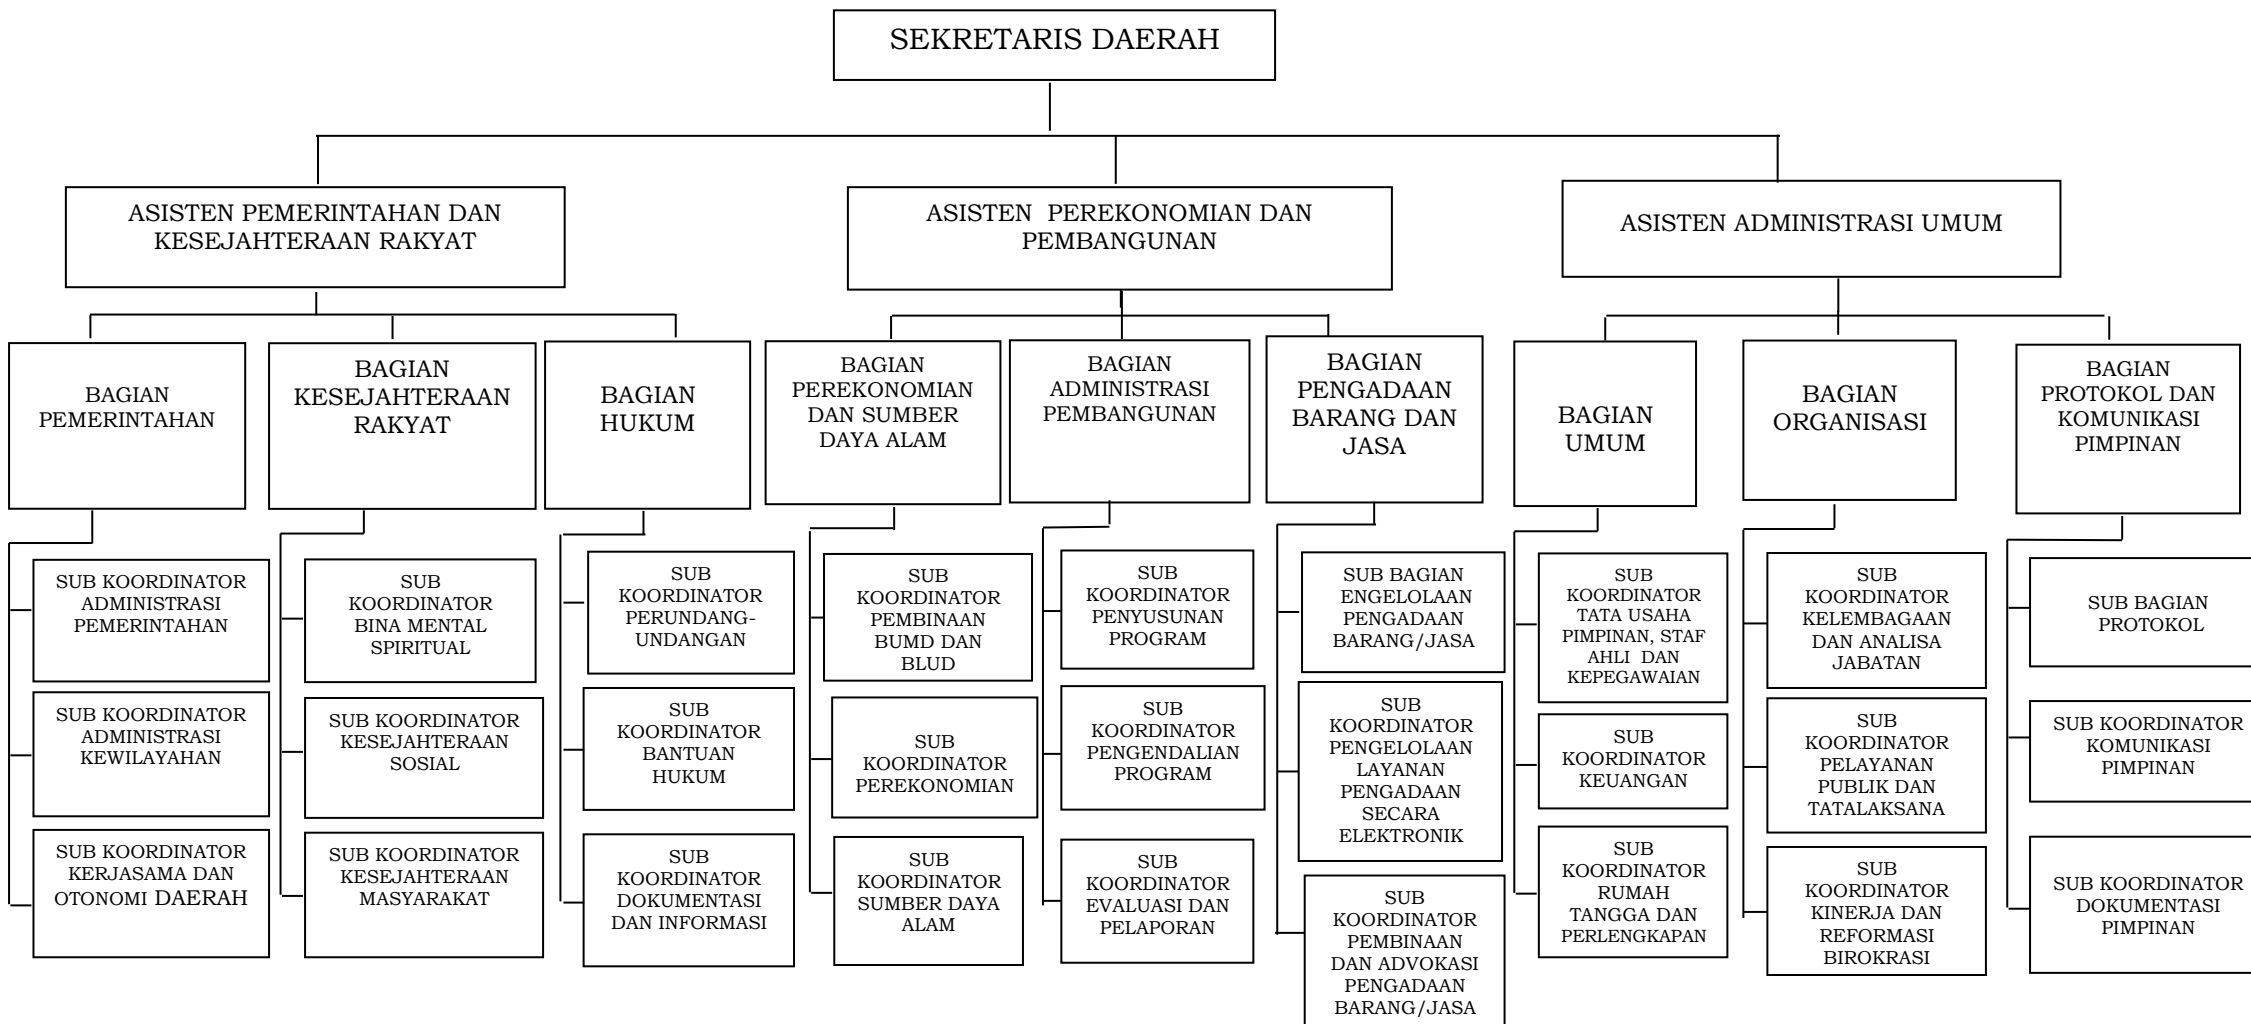 SEKRETARIS DAERAH
ASISTEN PEMERINTAHAN DAN
KESEJAHTERAAN RAKYAT
ASISTEN PEREKONOMIAN DAN
PEMBANGUNAN
ASISTEN ADMINISTRASI UMUM
BAGIAN
PEMERINTAHAN
BAGIAN
KESEJAHTERAAN
RAKYAT
BAGIAN
HUKUM
BAGIAN
PEREKONOMIAN
DAN SUMBER
DAYA ALAM
BAGIAN
ADMINISTRASI
PEMBANGUNAN
BAGIAN
PENGADAAN
BARANG DAN
JASA
BAGIAN
UMUM
BAGIAN
ORGANISASI
BAGIAN
PROTOKOL DAN
KOMUNIKASI
PIMPINAN
SUB KOORDINATOR
ADMINISTRASI
PEMERINTAHAN
SUB KOORDINATOR
ADMINISTRASI
KEWILAYAHAN
SUB KOORDINATOR
KERJASAMA DAN
OTONOMI DAERAH
SUB
KOORDINATOR
BINA MENTAL
SPIRITUAL
SUB KOORDINATOR
KESEJAHTERAAN
SOSIAL
SUB KOORDINATOR
KESEJAHTERAAN
MASYARAKAT
SUB
KOORDINATOR
PERUNDANG-
UNDANGAN
SUB
KOORDINATOR
BANTUAN
HUKUM
SUB
KOORDINATOR
DOKUMENTASI
DAN INFORMASI
SUB
KOORDINATOR
PEMBINAAN
BUMD DAN
BLUD
SUB
KOORDINATOR
PEREKONOMIAN
SUB
KOORDINATOR
SUMBER DAYA
ALAM
SUB
KOORDINATOR
PENYUSUNAN
PROGRAM
SUB
KOORDINATOR
PENGENDALIAN
PROGRAM
SUB
KOORDINATOR
EVALUASI DAN
PELAPORAN
SUB BAGIAN
ENGELOLAAN
PENGADAAN
BARANG/JASA
SUB
KOORDINATOR
PENGELOLAAN
LAYANAN
PENGADAAN
SECARA
ELEKTRONIK
SUB
KOORDINATOR
PEMBINAAN
DAN ADVOKASI
PENGADAAN
BARANG/JASA
SUB
KOORDINATOR
TATA USAHA
PIMPINAN, STAF
AHLI DAN
KEPEGAWAIAN
SUB
KOORDINATOR
KEUANGAN
SUB
KOORDINATOR
RUMAH
TANGGA DAN
PERLENGKAPAN
SUB
KOORDINATOR
KELEMBAGAAN
DAN ANALISA
JABATAN
SUB
KOORDINATOR
PELAYANAN
PUBLIK DAN
TATALAKSANA
SUB
KOORDINATOR
KINERJA DAN
REFORMASI
BIROKRASI
SUB BAGIAN
PROTOKOL
SUB KOORDINATOR
KOMUNIKASI
PIMPINAN
SUB KOORDINATOR
DOKUMENTASI
PIMPINAN